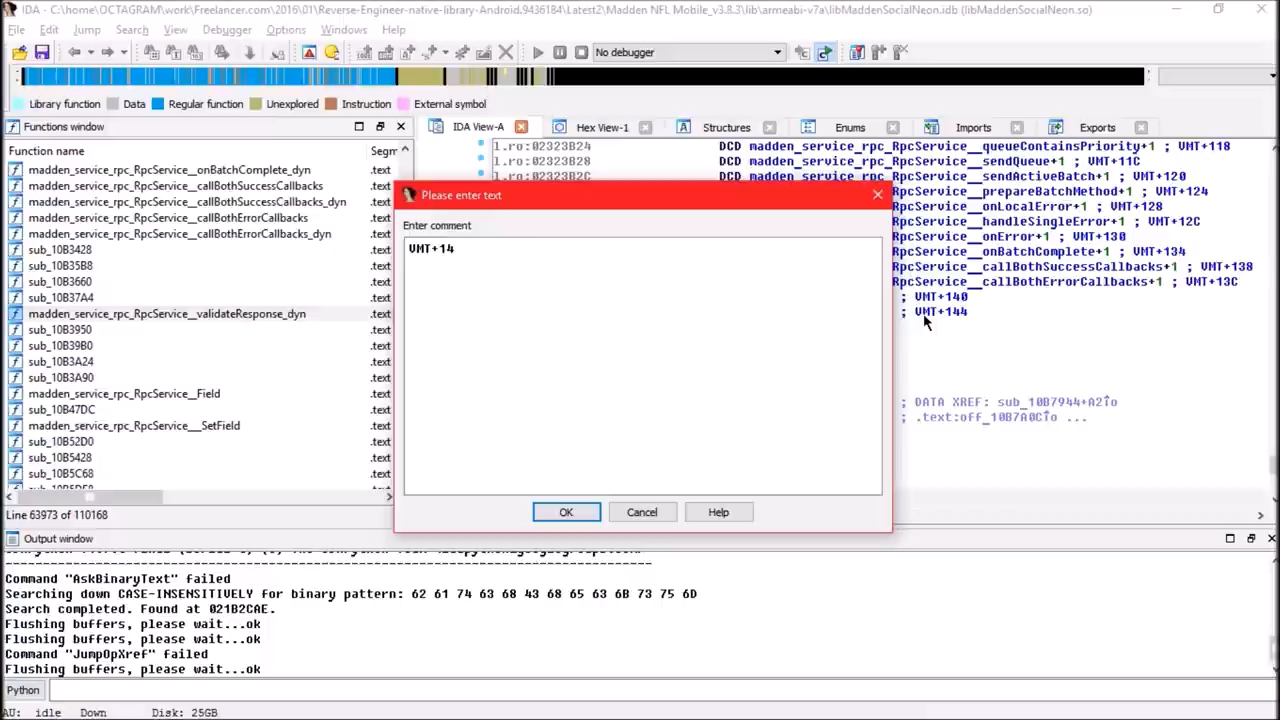 IDA - C:\home\OCTAGRAM\work\Freelancer.com\2016\01\Reverse-Engineer-native-library-Android.9436184\Latest2\Madden NFL Mobile_v3.8.3\lib\armeabi-v7a\libMaddenSocialNeon.idb (libMaddenSocialNeon.so)
File Edit Jump Search View Debugger Options Windows Help
No debugger
Library function Data Regular function Unexplored Instruction External symbol
Functions window
IDA View-A Hex View-1 Structures Enums Imports Exports
Function name Segm
madden_service_rpc_RpcService__onBatchComplete_dyn .text
madden_service_rpc_RpcService__callBothSuccessCallbacks .text
madden_service_rpc_RpcService__callBothSuccessCallbacks_dyn .text
madden_service_rpc_RpcService__callBothErrorCallbacks .text
madden_service_rpc_RpcService__callBothErrorCallbacks_dyn .text
sub_10B3428 .text
sub_10B35B8 .text
sub_10B3660 .text
sub_10B37A4 .text
madden_service_rpc_RpcService__validateResponse_dyn .text
sub_10B3950 .text
sub_10B39B0 .text
sub_10B3A24 .text
sub_10B3A90 .text
madden_service_rpc_RpcService__Field .text
sub_10B47DC .text
madden_service_rpc_RpcService___SetField .text
sub_10B52D0 .text
sub_10B5428 .text
sub_10B5C68 .text
Line 63973 of 110168
l.ro:02323B24 DCD madden_service_rpc_RpcService__queueContainsPriority+1 ; VMT+118
l.ro:02323B28 DCD madden_service_rpc_RpcService__sendQueue+1 ; VMT+11C
l.ro:02323B2C DCD madden_service_rpc_RpcService__sendActiveBatch+1 ; VMT+120
RpcService__prepareBatchMethod+1 ; VMT+124
RpcService__onLocalError+1 ; VMT+128
RpcService__handleSingleError+1 ; VMT+12C
RpcService__onError+1 ; VMT+130
RpcService__onBatchComplete+1 ; VMT+134
RpcService__callBothSuccessCallbacks+1 ; VMT+138
RpcService__callBothErrorCallbacks+1 ; VMT+13C
; VMT+140
; VMT+144
; DATA XREF: sub_10B7944+A2↑o
; .text:off_10B7A0C↑o ...
Please enter text
Enter comment
VMT+14
OK Cancel Help
Output window
Command "AskBinaryText" failed
Searching down CASE-INSENSITIVELY for binary pattern: 62 61 74 63 68 43 68 65 63 6B 73 75 6D
Search completed. Found at 021B2CAE.
Flushing buffers, please wait...ok
Flushing buffers, please wait...ok
Command "JumpOpXref" failed
Flushing buffers, please wait...ok
Python
AU: idle Down Disk: 25GB